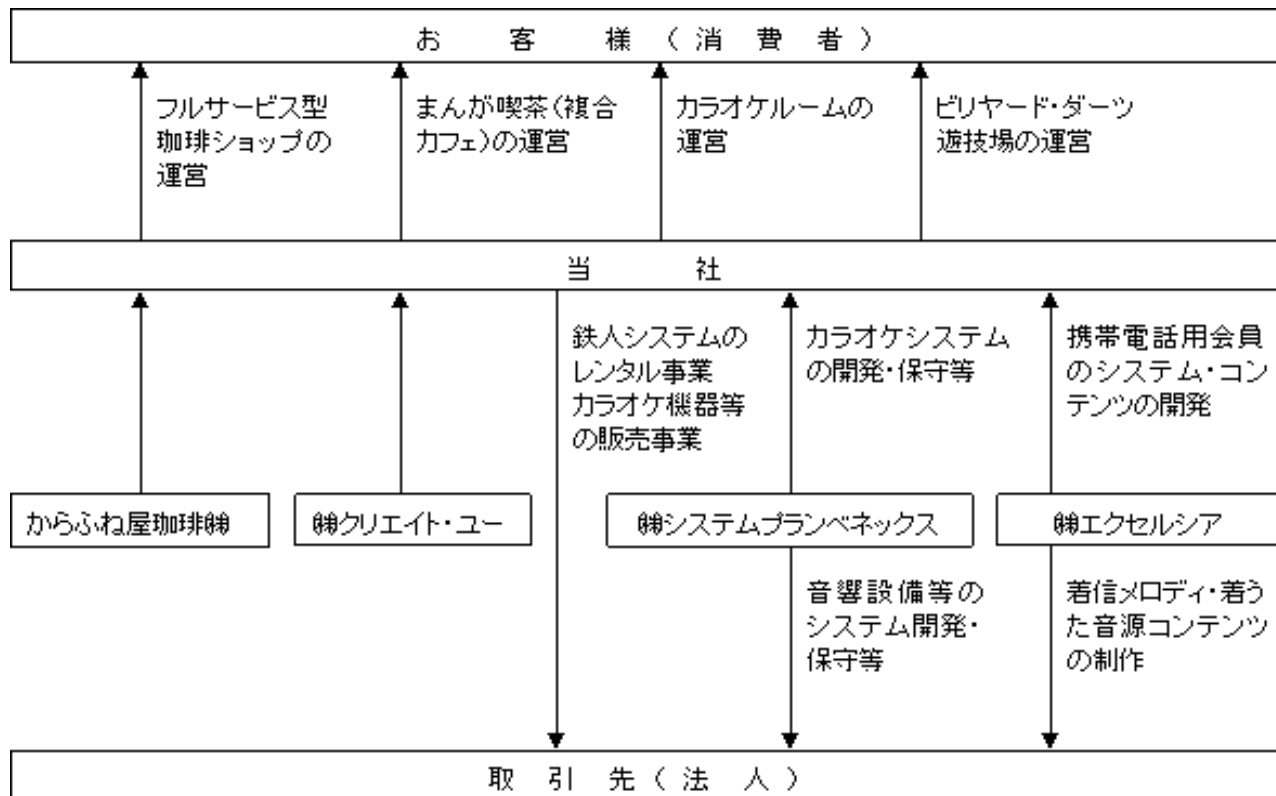 お客様(消費者)
フルサービス型
珈琲ショップの
運営
まんが喫茶(複合
カフェ)の運営
カラオケルームの
運営
ビリヤード・ダーツ
遊技場の運営
当社
鉄人システムの
レンタル事業
カラオケ機器等
の販売事業
カラオケシステム
の開発・保守等
携帯電話用会員
のシステム・コン
テンツの開発
からふね屋珈琲㈱
㈱クリエイト・ユー
㈱システムプランベネックス
㈱エクセルシア
音響設備等の
システム開発・
保守等
着信メロディ・着う
た音源コンテンツ
の制作
取引先(法人)